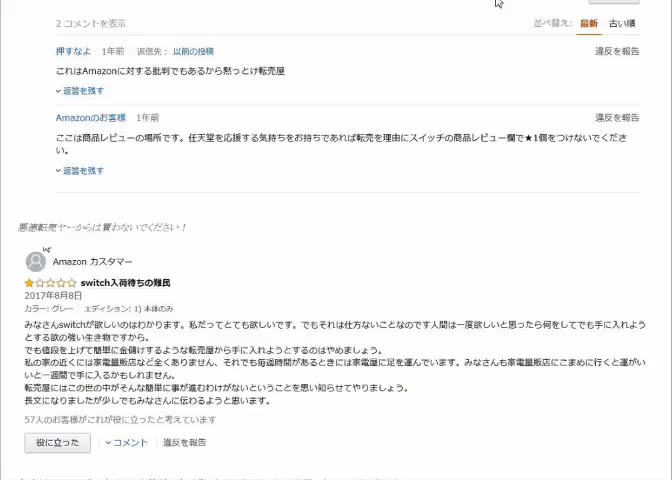 2 コメントを表示
並べ替え: 最新 古い順
押すなよ 1年前 返信先: 以前の投稿 違反を報告
これはAmazonに対する批判でもあるから黙っとけ転売屋
返答を残す
Amazonのお客様 1年前 違反を報告
ここは商品レビューの場所です。任天堂を応援する気持ちをお持ちであれば転売を理由にスイッチの商品レビュー欄で★1個をつけないでくださ
い。
返答を残す
悪徳転売ヤーからは買わないでください！
Amazon カスタマー
switch入荷待ちの難民
2017年8月8日
カラー: グレー エディション: 1) 本体のみ
みなさんswitchが欲しいのはわかります。私だってとても欲しいです。でもそれは仕方ないことなのです人間は一度欲しいと思ったら何をしてでも手に入れよう
とする欲の強い生き物ですから。
でも値段を上げて簡単に金儲けするような転売屋から手に入れようとするのはやめましょう。
私の家の近くには家電量販店など全くありません、それでも毎週時間があるときには家電屋に足を運んでいます。みなさんも家電量販店にこまめに行くと運がい
いと一週間で手に入るかもしれません。
転売屋にはこの世の中がそんな簡単に事が進むわけがないということを思い知らせてやりましょう。
長文になりましたが少しでもみなさんに伝わるようと思います。
57人のお客様がこれが役に立ったと考えています
役に立った コメント 違反を報告